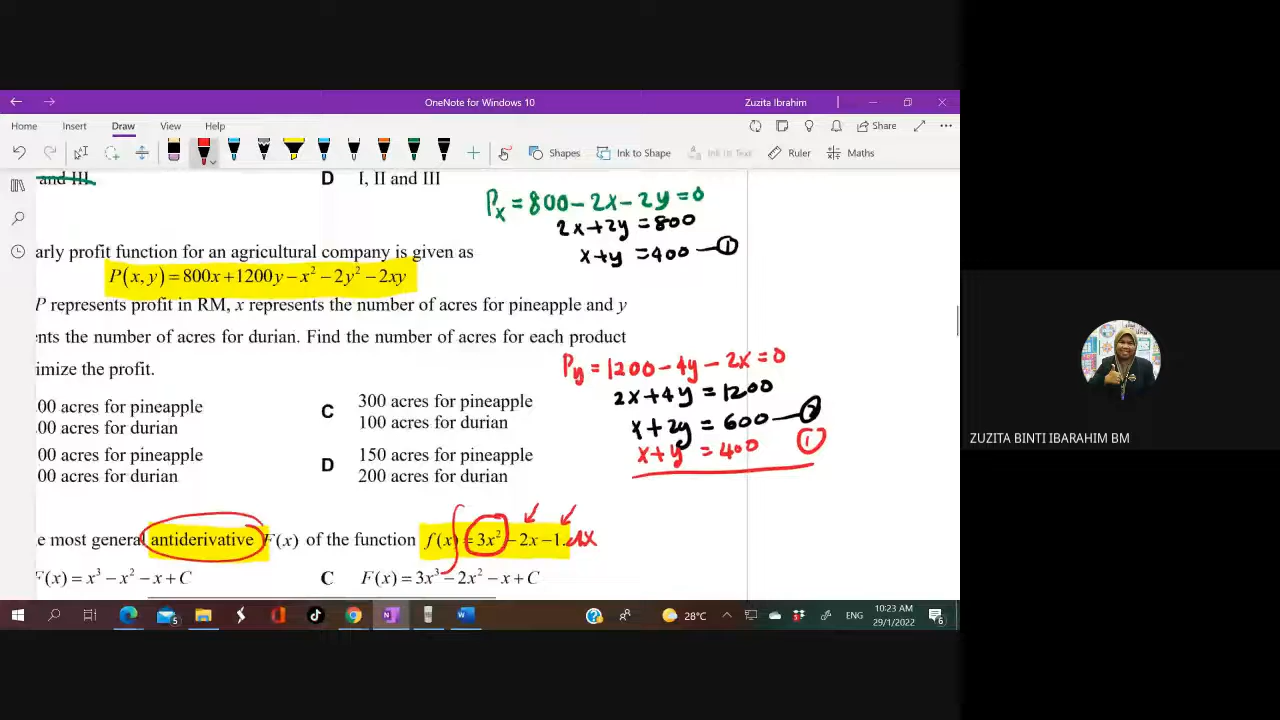 OneNote for Windows 10
Zuzita Ibrahim
Home Insert Draw View Help
Share
Shapes
Ink to Shape
Ink to Text
Ruler
Maths
and III
D I, II and III
Px = 800 - 2x - 2y = 0
2x + 2y = 800
x + y = 400 — ①
arly profit function for an agricultural company is given as
P(x, y) = 800x + 1200y − x² − 2y² − 2xy
P represents profit in RM, x represents the number of acres for pineapple and y
nts the number of acres for durian. Find the number of acres for each product
imize the profit.
Py = 1200 - 4y - 2x = 0
2x + 4y = 1200
x + 2y = 600 — ②
x + y = 400 ①
00 acres for pineapple
00 acres for durian
C 300 acres for pineapple
100 acres for durian
00 acres for pineapple
00 acres for durian
D 150 acres for pineapple
200 acres for durian
e most general antiderivative F(x) of the function f(x) = ∫ 3x² − 2x − 1. dx
F(x) = x³ − x² − x + C
C F(x) = 3x³ − 2x² − x + C
ZUZITA BINTI IBARAHIM BM
28°C
ENG
10:23 AM
29/1/2022